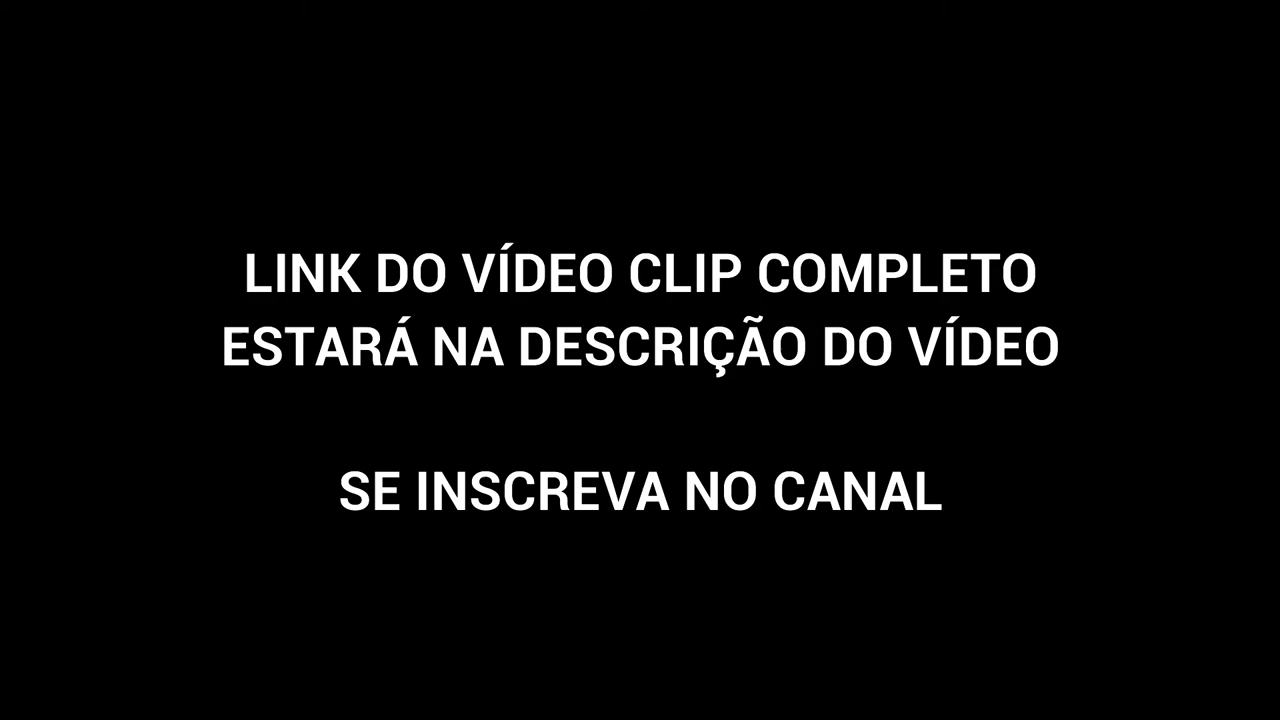 LINK DO VÍDEO CLIP COMPLETO
ESTARÁ NA DESCRIÇÃO DO VÍDEO
SE INSCREVA NO CANAL